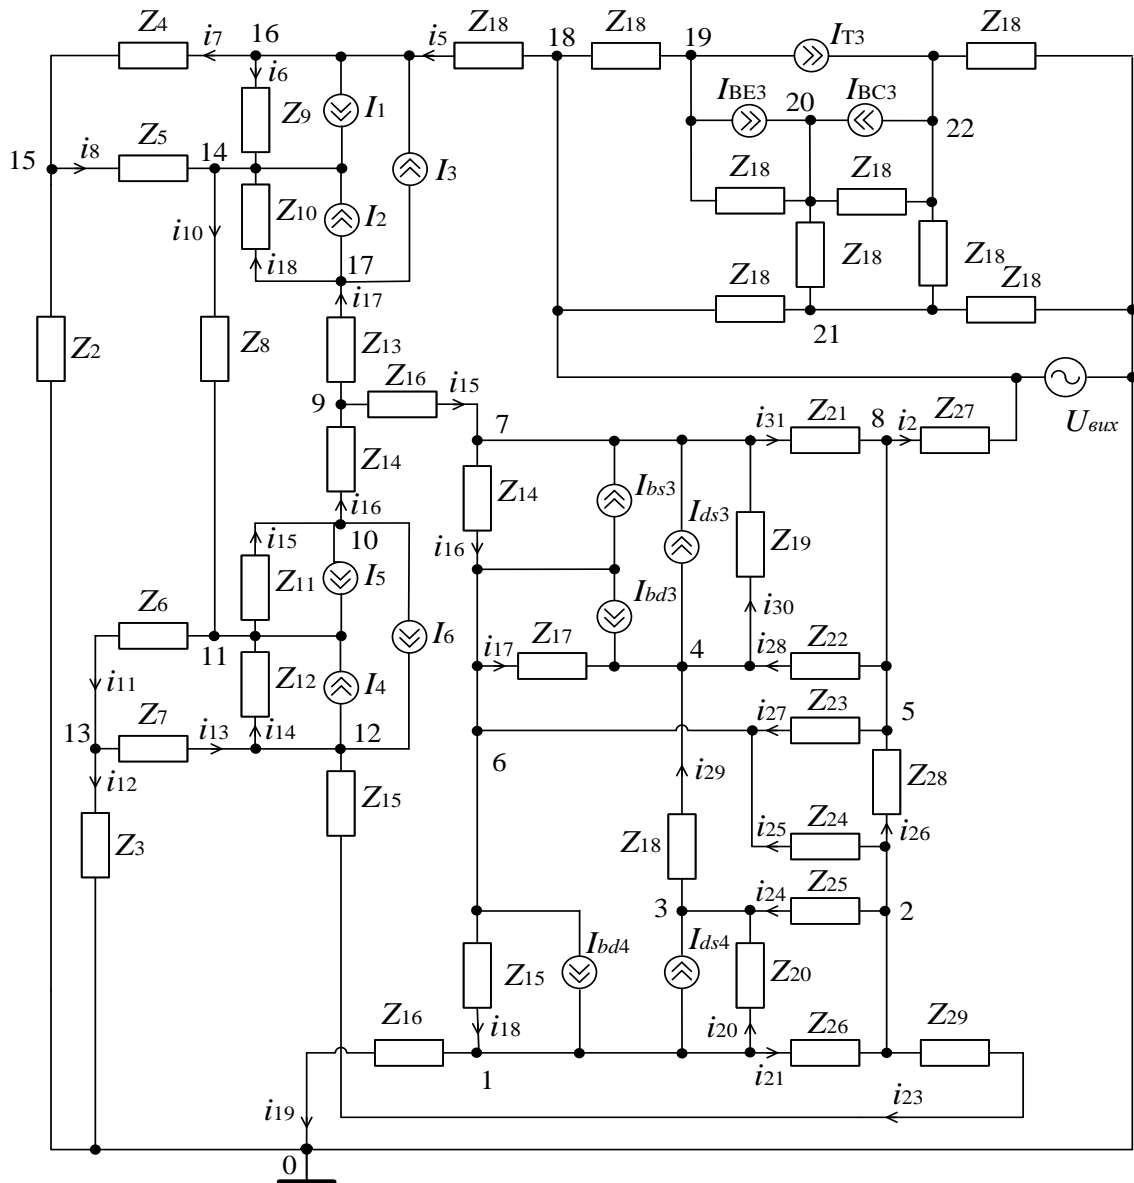 Z4 i7 16 i5 Z18 18 Z18 19 IT3 Z18
i6 Z9 I1 IBE3 20 IBC3 22
15 i8 Z5 14 I3 Z18 Z18
i10 Z10 I2 Z18 Z18
i18 17 Z18 Z18
i17 21
Z2 Z8 Z13
9 Z16 i15 Uвих
7 i31 Z21 8 i2 Z27
Z14 Z14 Ibs3 Ids3 Z19
i16 i16
i15 10
Z11 I5 Ibd3 i30
Z6 11 I6 i17 Z17 4 i28 Z22
i11 Z12 I4 i27 Z23 5
13 Z7 i13 i14 12 6 i29 Z28
i12 Z15 i25 Z24 i26
Z3 Z18
3 i24 Z25 2
Ibd4 Ids4 Z20
Z15
Z16 i18 i20 Z26 Z29
1 i21
i19 i23
0